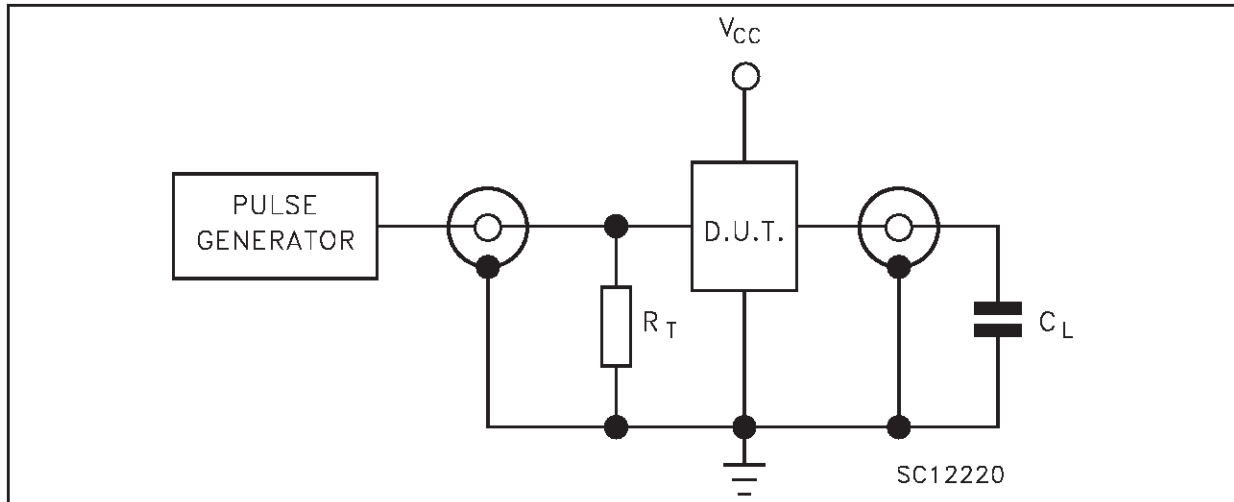 VCC
PULSE
GENERATOR
D.U.T.
RT
CL
SC12220